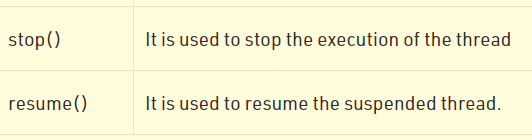 stop() It is used to stop the execution of the thread
resume() It is used to resume the suspended thread.